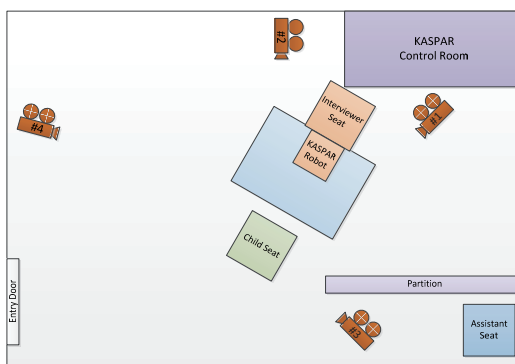 #2
KASPAR
Control Room
#1
#4
Interviewer
Seat
KASPAR
Robot
Child Seat
Entry Door
Partition
#3
Assistant
Seat